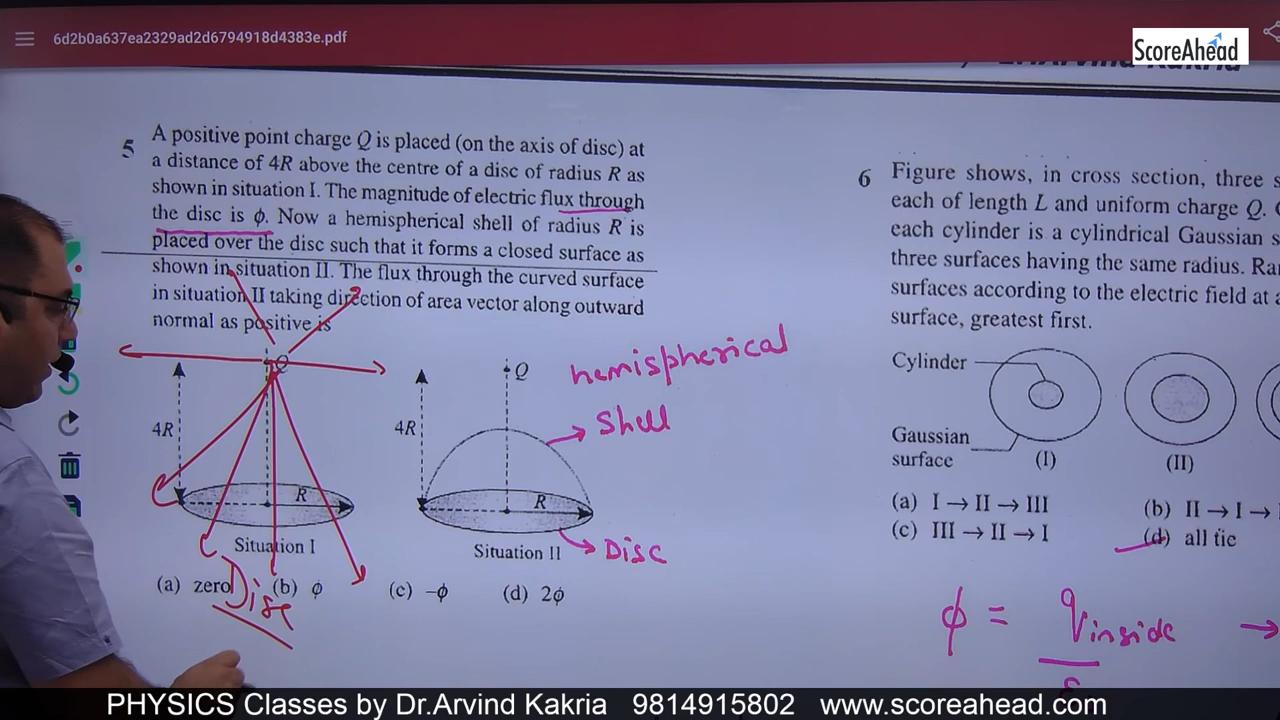 6d2b0a637ea2329ad2d6794918d4383e.pdf
ScoreAhead
5
A positive point charge Q is placed (on the axis of disc) at
a distance of 4R above the centre of a disc of radius R as
shown in situation I. The magnitude of electric flux through
the disc is ϕ. Now a hemispherical shell of radius R is
placed over the disc such that it forms a closed surface as
shown in situation II. The flux through the curved surface
in situation II taking direction of area vector along outward
normal as positive is
Q
4R
R
Situation I
Q
4R
R
Situation II
hemispherical
Shell
Disc
(a) zero (b) ϕ (c) −ϕ (d) 2ϕ
Disc
6
Figure shows, in cross section, three
each of length L and uniform charge Q.
each cylinder is a cylindrical Gaussian
three surfaces having the same radius.
surfaces according to the electric field at
surface, greatest first.
Cylinder
Gaussian
surface
(I)
(II)
(a) I → II → III
(b) II → I →
(c) III → II → I
(d) all tie
ϕ = q inside →
PHYSICS Classes by Dr.Arvind Kakria 9814915802 www.scoreahead.com